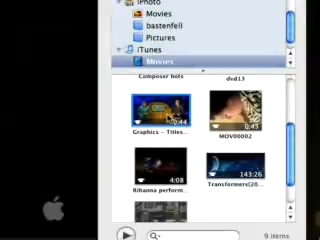 iPhoto
Movies
bastenfell
Pictures
iTunes
Movies
Composer bots
dvd13
0:44
0:45
Graphics - Titles...
MOV00002
4:08
143:26
Rihanna perform...
Transformers(20...
9 items